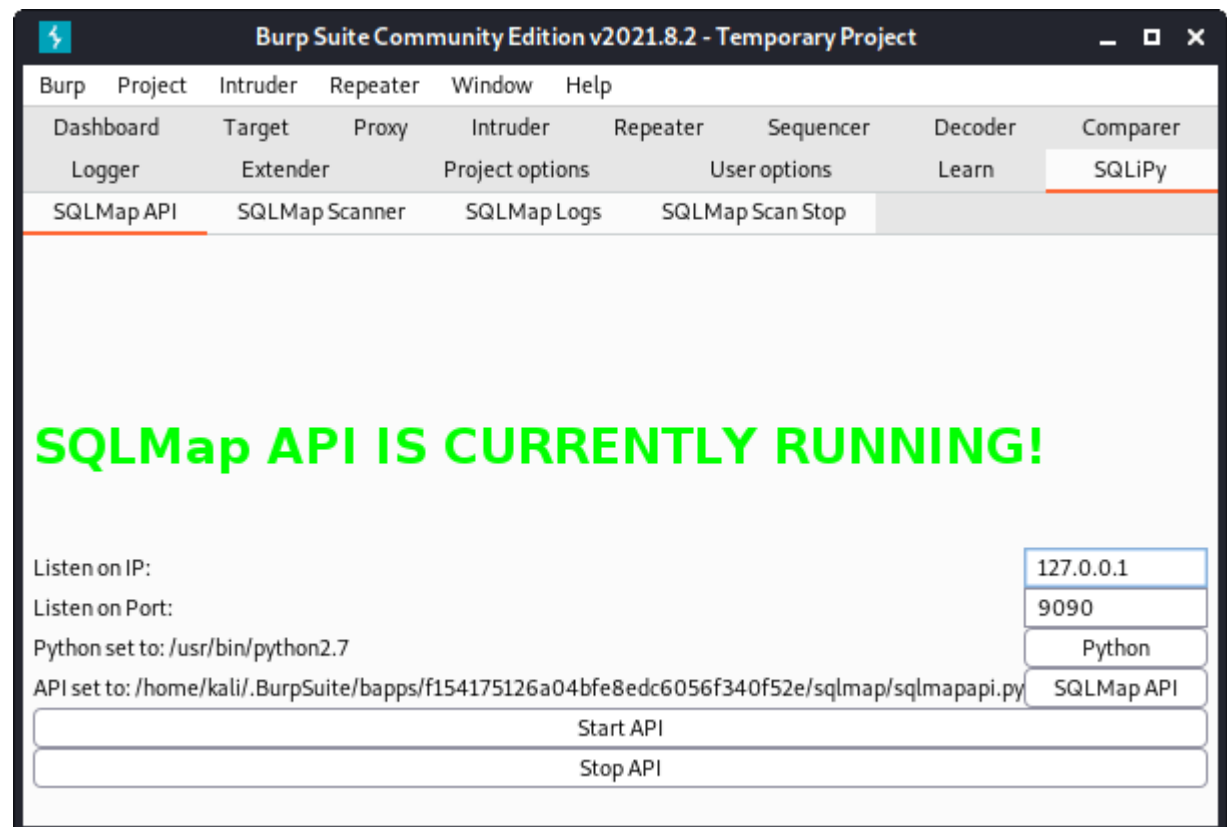 Burp Suite Community Edition v2021.8.2 - Temporary Project
Burp Project Intruder Repeater Window Help
Dashboard Target Proxy Intruder Repeater Sequencer Decoder Comparer
Logger Extender Project options User options Learn SQLiPy
SQLMap API SQLMap Scanner SQLMap Logs SQLMap Scan Stop
SQLMap API IS CURRENTLY RUNNING!
Listen on IP: 127.0.0.1
Listen on Port: 9090
Python set to: /usr/bin/python2.7 Python
API set to: /home/kali/.BurpSuite/bapps/f154175126a04bfe8edc6056f340f52e/sqlmap/sqlmapapi.py SQLMap API
Start API
Stop API